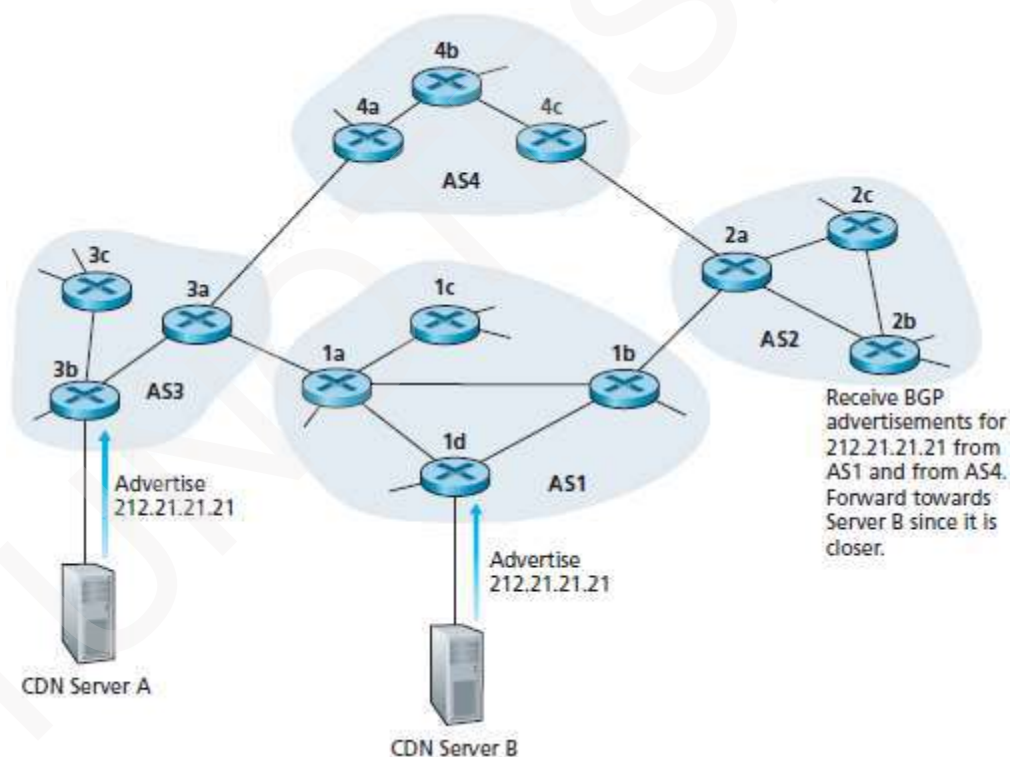 4b
4a
4c
AS4
2c
2a
3c
3a
1c
2b
AS2
1a
1b
3b
AS3
Receive BGP
advertisements for
212.21.21.21 from
AS1 and from AS4.
Forward towards
Server B since it is
closer.
1d
AS1
Advertise
212.21.21.21
Advertise
212.21.21.21
CDN Server A
CDN Server B